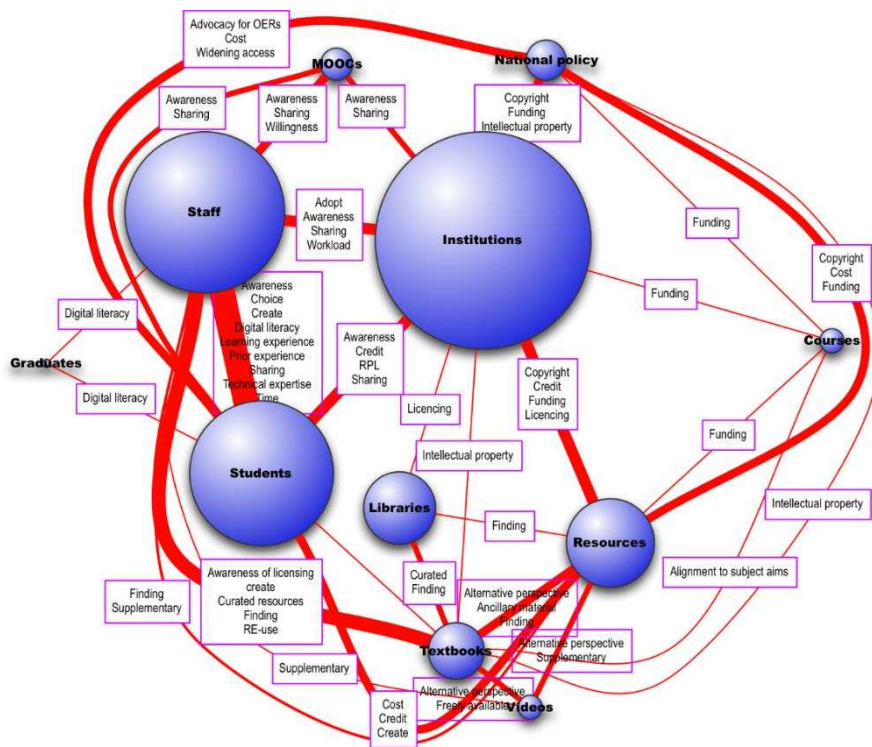 Advocacy for OERs
Cost
Widening access
MOOCs
National policy
Awareness
Sharing
Awareness
Sharing
Willingness
Awareness
Sharing
Copyright
Funding
Intellectual property
Staff
Adopt
Awareness
Sharing
Workload
Institutions
Funding
Copyright
Cost
Funding
Funding
Awareness
Choice
Create
Digital literacy
Learning experience
Prior experience
Sharing
Technical expertise
Time
Digital literacy
Graduates
Digital literacy
Awareness
Credit
RPL
Sharing
Courses
Copyright
Credit
Funding
Licencing
Licencing
Funding
Intellectual property
Students
Libraries
Finding
Resources
Intellectual property
Alignment to subject aims
Finding
Supplementary
Awareness of licensing
create
Curated resources
Finding
RE-use
Curated
Finding
Alternative perspective
Ancillary material
Finding
Textbooks
Alternative perspective
Supplementary
Supplementary
Alternative perspective
Freely available
Videos
Cost
Credit
Create